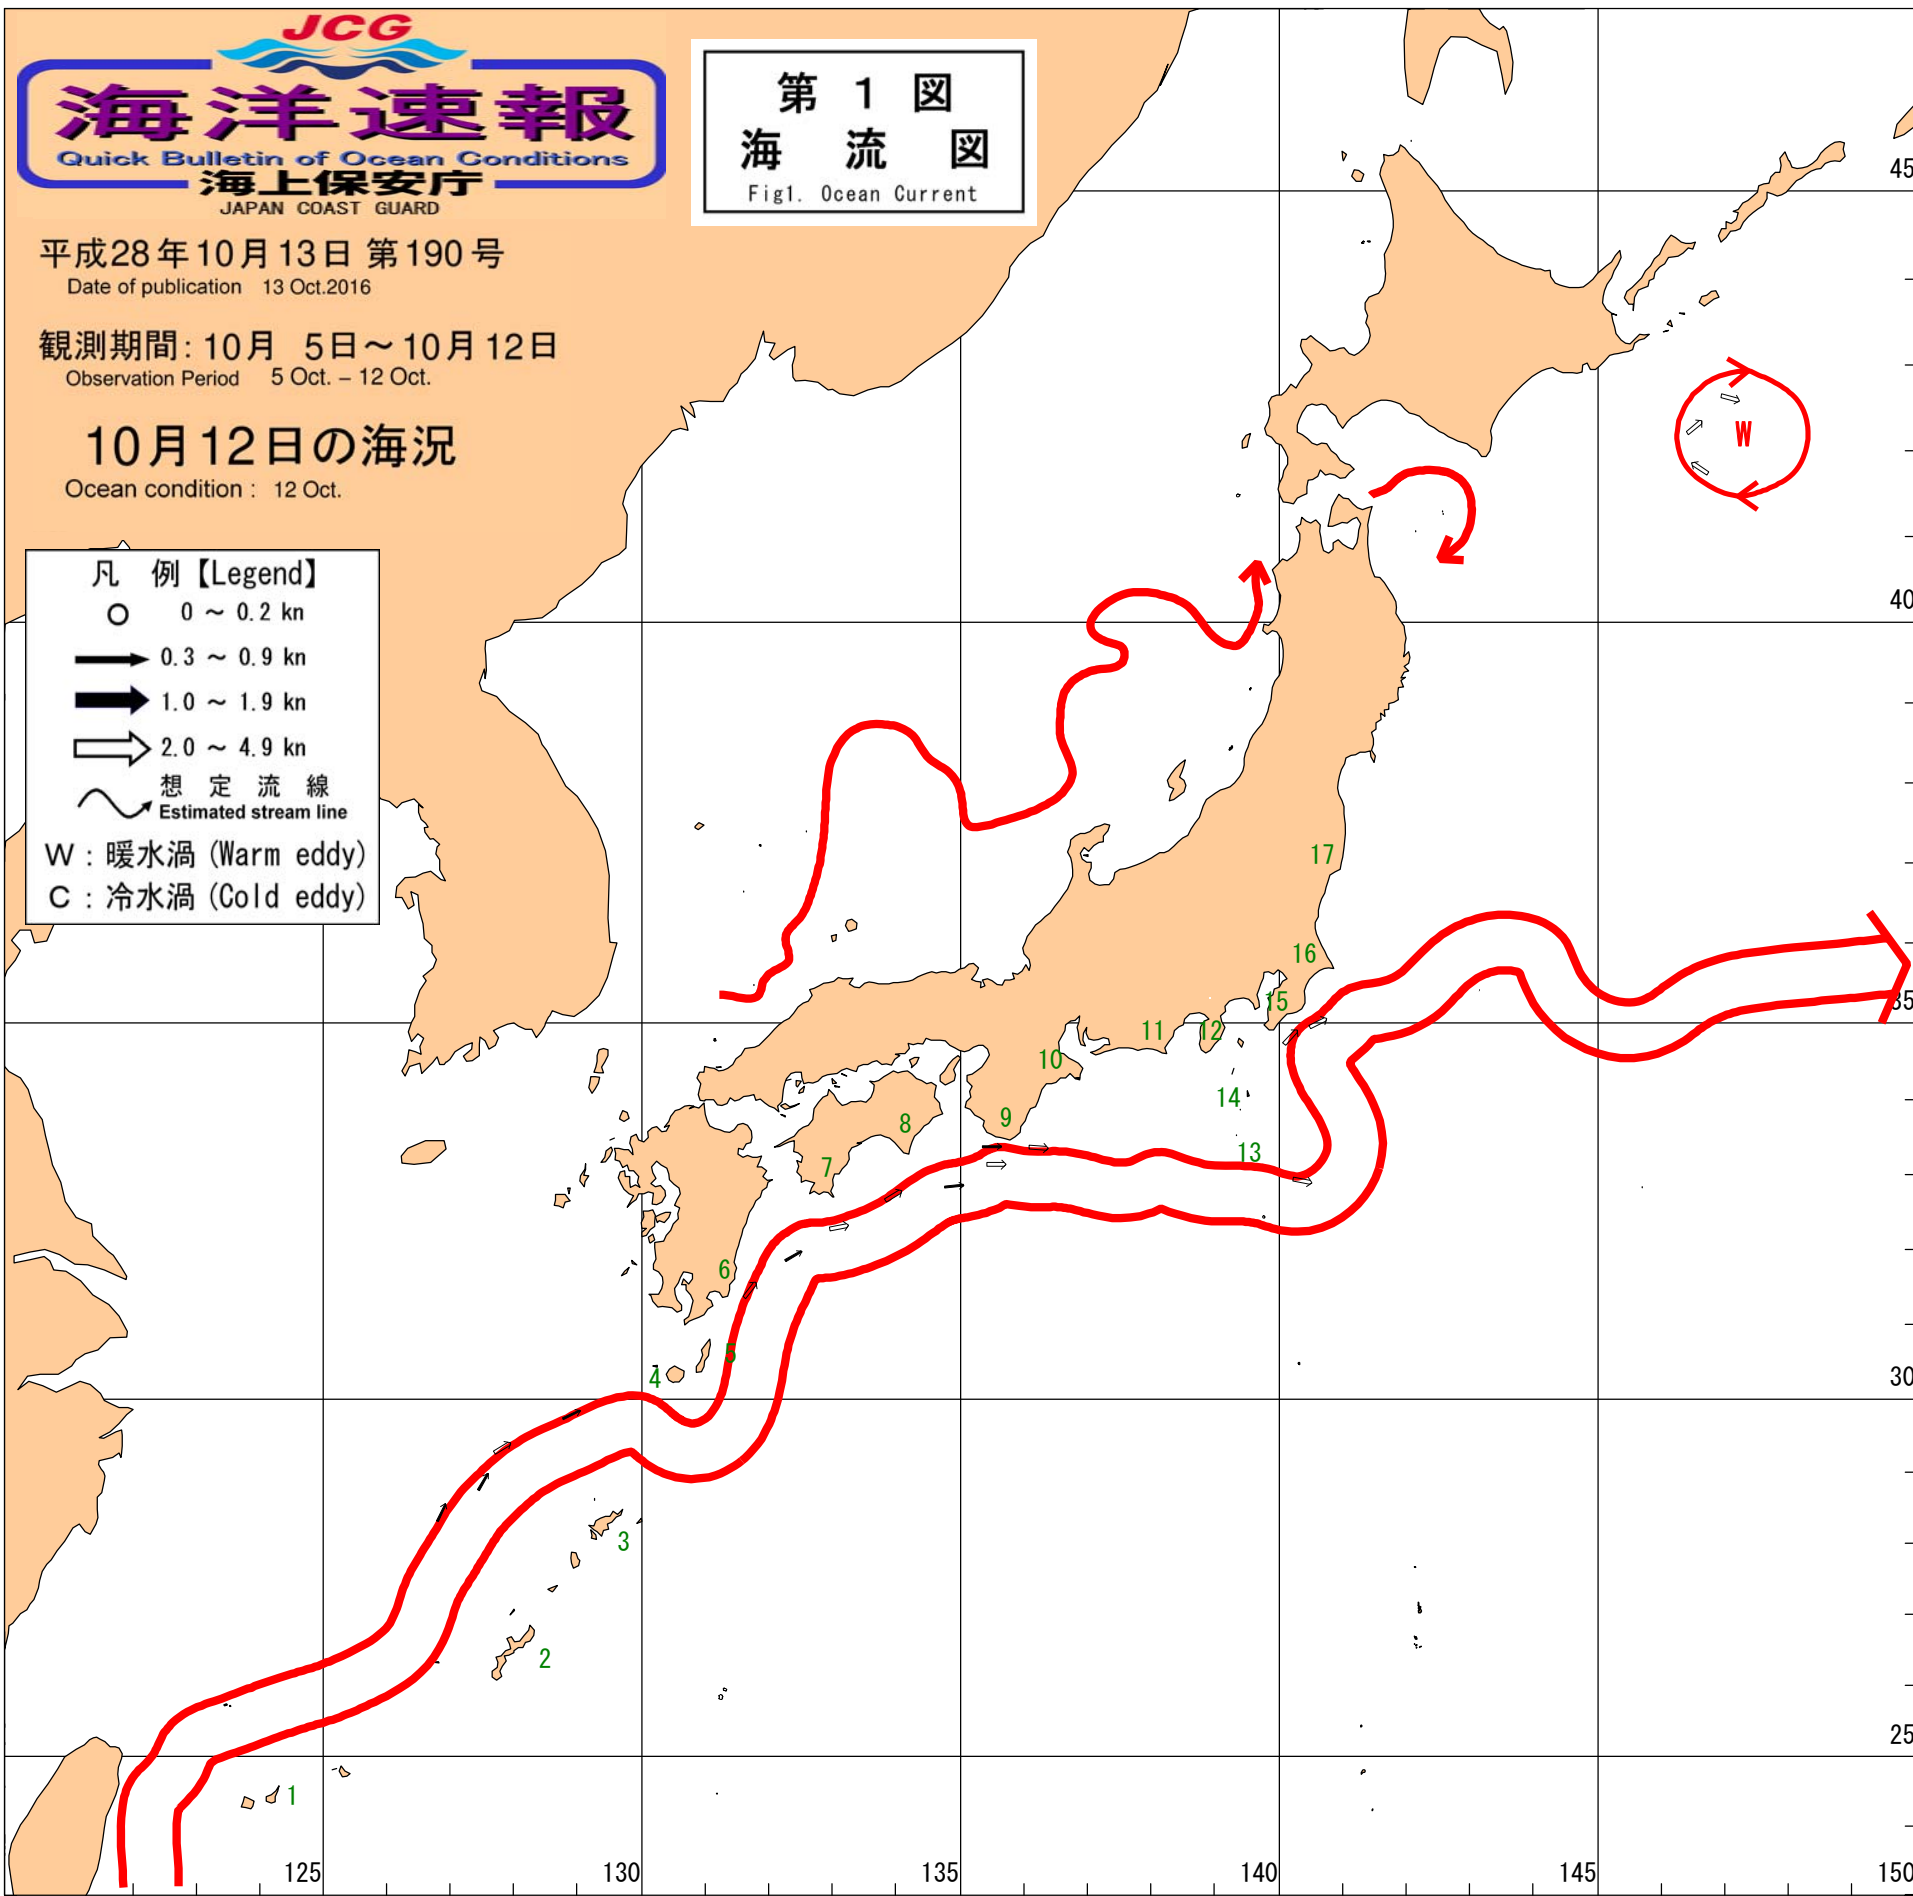 JCG
海洋速報
Quick Bulletin of Ocean Conditions
海上保安庁
JAPAN COAST GUARD
第 1 図
海 流 図
Fig1. Ocean Current
平成28年10月13日 第190号
Date of publication 13 Oct.2016
観測期間: 10月 5日～10月12日
Observation Period 5 Oct. – 12 Oct.
10月12日の海況
Ocean condition : 12 Oct.
凡 例【Legend】
0 ～ 0.2 kn
0.3 ～ 0.9 kn
1.0 ～ 1.9 kn
2.0 ～ 4.9 kn
想 定 流 線
Estimated stream line
W : 暖水渦 (Warm eddy)
C : 冷水渦 (Cold eddy)
45
W
40
17
16
35
15
12
11
10
14
9
8
13
7
6
5
4
30
3
2
25
1
125
130
135
140
145
150